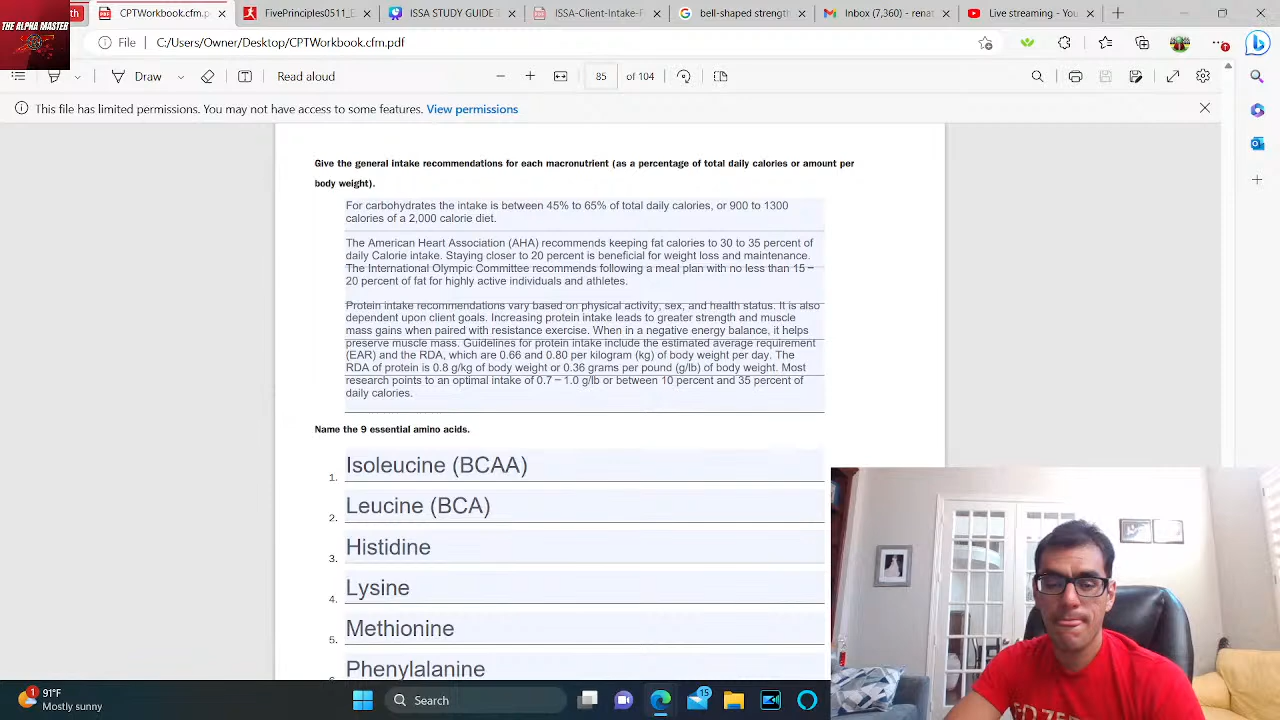 THE ALPHA MASTER
th
CPTWorkbook.cfm.pdf
FivePrinciples051_E
ISSA STUDY GUIDE
ISSA-Client-Intake-F
Bell-shaped
Inbox (7,360) - rene
Live streaming - You
File C:/Users/Owner/Desktop/CPTWorkbook.cfm.pdf
Draw
Read aloud
85 of 104
This file has limited permissions. You may not have access to some features. View permissions
Give the general intake recommendations for each macronutrient (as a percentage of total daily calories or amount per
body weight).
For carbohydrates the intake is between 45% to 65% of total daily calories, or 900 to 1300
calories of a 2,000 calorie diet.
The American Heart Association (AHA) recommends keeping fat calories to 30 to 35 percent of
daily Calorie intake. Staying closer to 20 percent is beneficial for weight loss and maintenance.
The International Olympic Committee recommends following a meal plan with no less than 15–
20 percent of fat for highly active individuals and athletes.
Protein intake recommendations vary based on physical activity, sex, and health status. It is also
dependent upon client goals. Increasing protein intake leads to greater strength and muscle
mass gains when paired with resistance exercise. When in a negative energy balance, it helps
preserve muscle mass. Guidelines for protein intake include the estimated average requirement
(EAR) and the RDA, which are 0.66 and 0.80 per kilogram (kg) of body weight per day. The
RDA of protein is 0.8 g/kg of body weight or 0.36 grams per pound (g/lb) of body weight. Most
research points to an optimal intake of 0.7 – 1.0 g/lb or between 10 percent and 35 percent of
daily calories.
Name the 9 essential amino acids.
1. Isoleucine (BCAA)
2. Leucine (BCA)
3. Histidine
4. Lysine
5. Methionine
Phenylalanine
1
91°F
Mostly sunny
Search
15